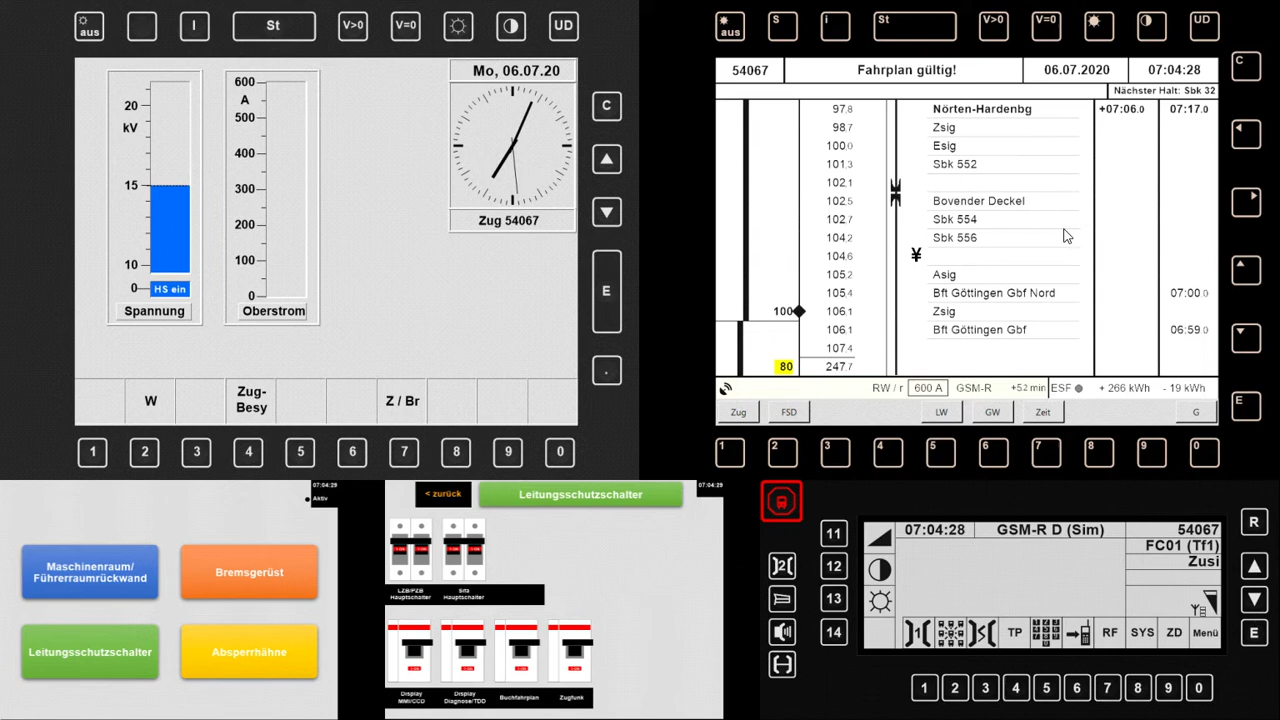 aus
I
St
V>0
V=0
UD
20
kV
15
10
0
HS ein
Spannung
600
A
500
400
300
200
100
0
Oberstrom
Mo, 06.07.20
Zug 54067
C
E
.
W
Zug-
Besy
Z / Br
1 2 3 4 5 6 7 8 9 0
aus
S
i
St
V>0
V=0
UD
C
E
54067 Fahrplan gültig! 06.07.2020 07:04:28
Nächster Halt: Sbk 32
97.8 Nörten-Hardenbg +07:06.0 07:17.0
98.7 Zsig
100.0 Esig
101.3 Sbk 552
102.1
102.5 Bovender Deckel
102.7 Sbk 554
104.2 Sbk 556
104.6 ¥
105.2 Asig
105.4 Bft Göttingen Gbf Nord 07:00.0
100 106.1 Zsig
106.1 Bft Göttingen Gbf 06:59.0
107.4
80 247.7
RW / r 600 A GSM-R +5.2 min ESF + 266 kWh - 19 kWh
Zug FSD LW GW Zeit G
1 2 3 4 5 6 7 8 9 0
07:04:29
Aktiv
Maschinenraum/
Führerraumrückwand
Bremsgerüst
Leitungsschutzschalter
Absperrhähne
< zurück
Leitungsschutzschalter
07:04:29
LZB/PZB
Hauptschalter
Sifa
Hauptschalter
Display
MMI/CCD
Display
Diagnose/TDD
Buchfahrplan
Zugfunk
11
12
13
14
2
07:04:28 GSM-R D (Sim) 54067
FC01 (Tf1)
Zusi
1 TP RF SYS ZD Menü
R
E
1 2 3 4 5 6 7 8 9 0